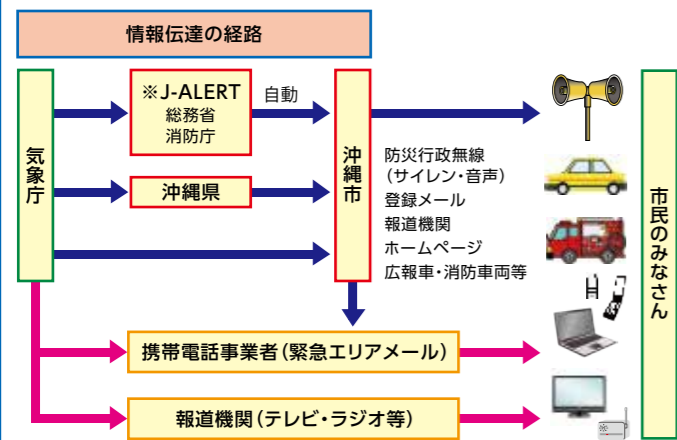 情報伝達の経路
気象庁
※J-ALERT
総務省
消防庁
自動
沖縄県
沖縄市
防災行政無線
(サイレン・音声)
登録メール
報道機関
ホームページ
広報車・消防車両等
携帯電話事業者(緊急エリアメール)
報道機関(テレビ・ラジオ等)
市民のみなさん